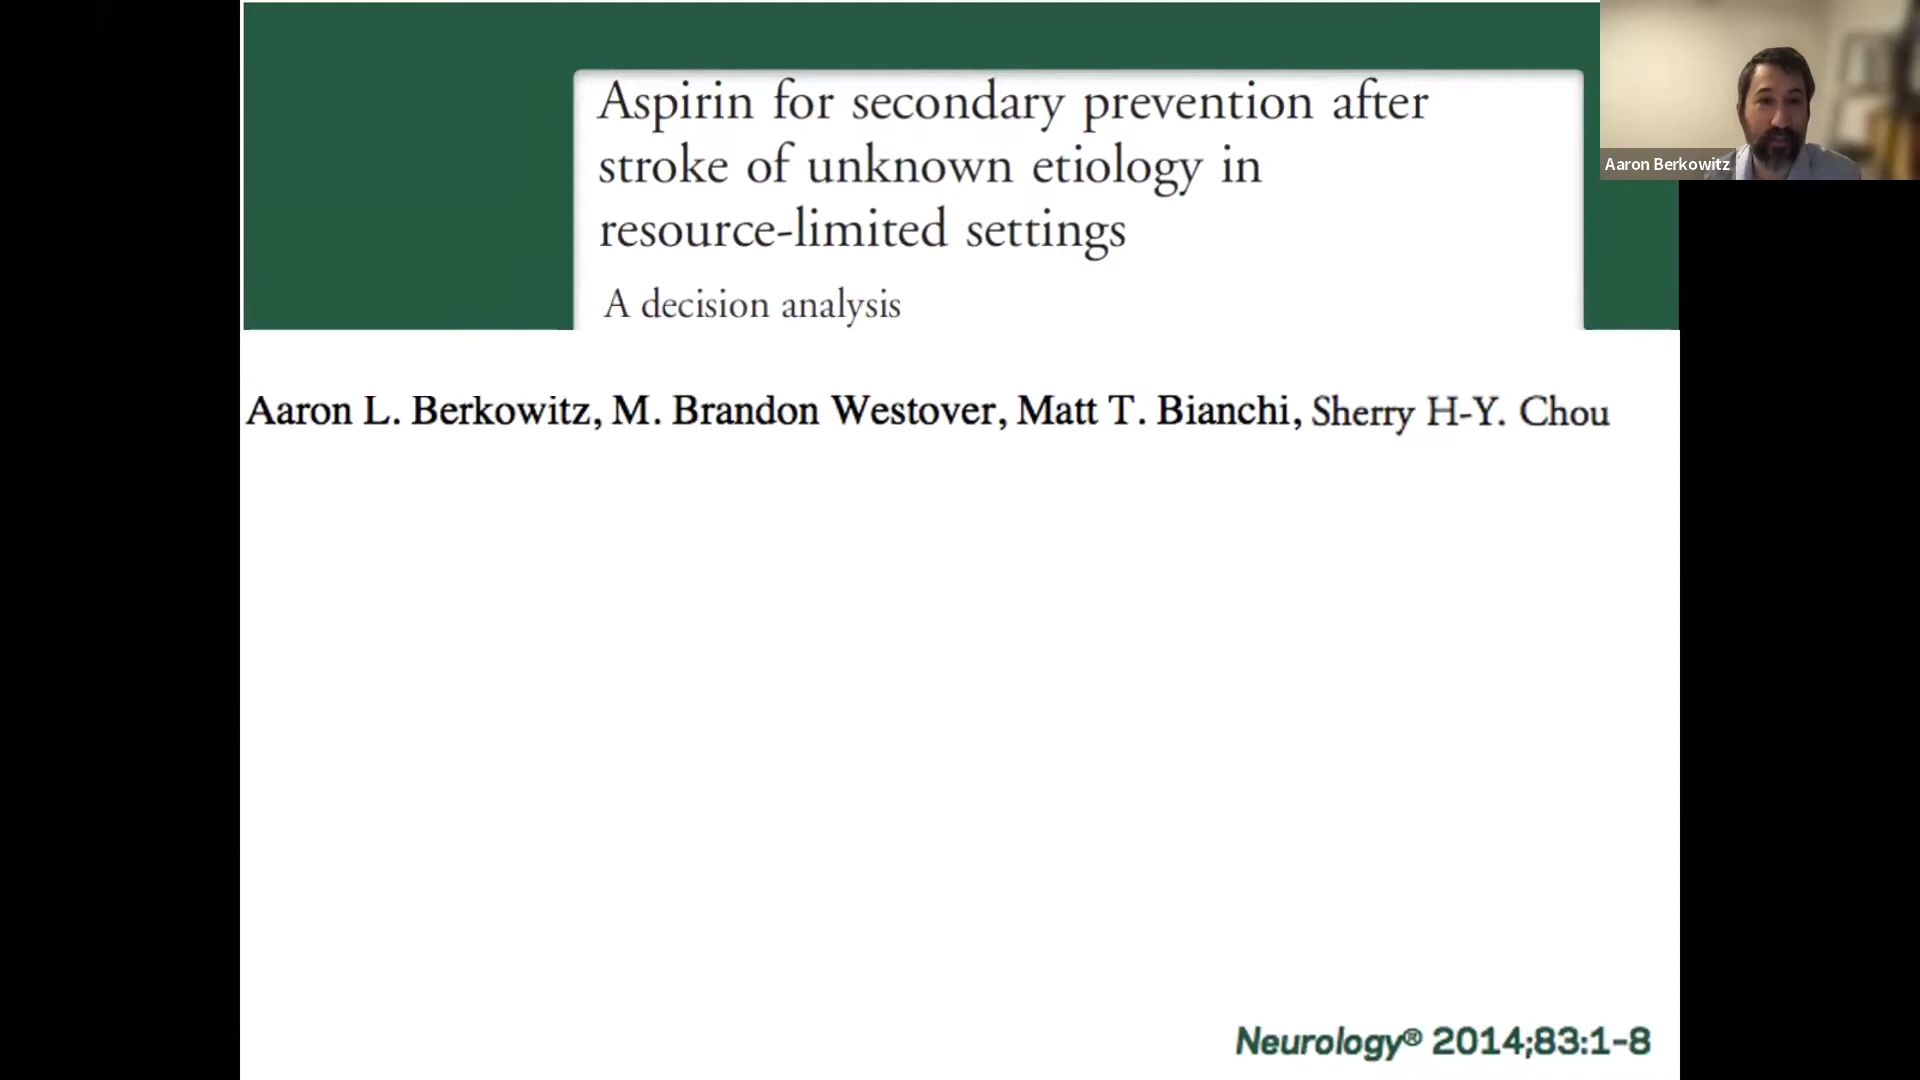 Aspirin for secondary prevention after
stroke of unknown etiology in
resource-limited settings
A decision analysis
Aaron Berkowitz
Aaron L. Berkowitz, M. Brandon Westover, Matt T. Bianchi, Sherry H-Y. Chou
Neurology® 2014;83:1-8